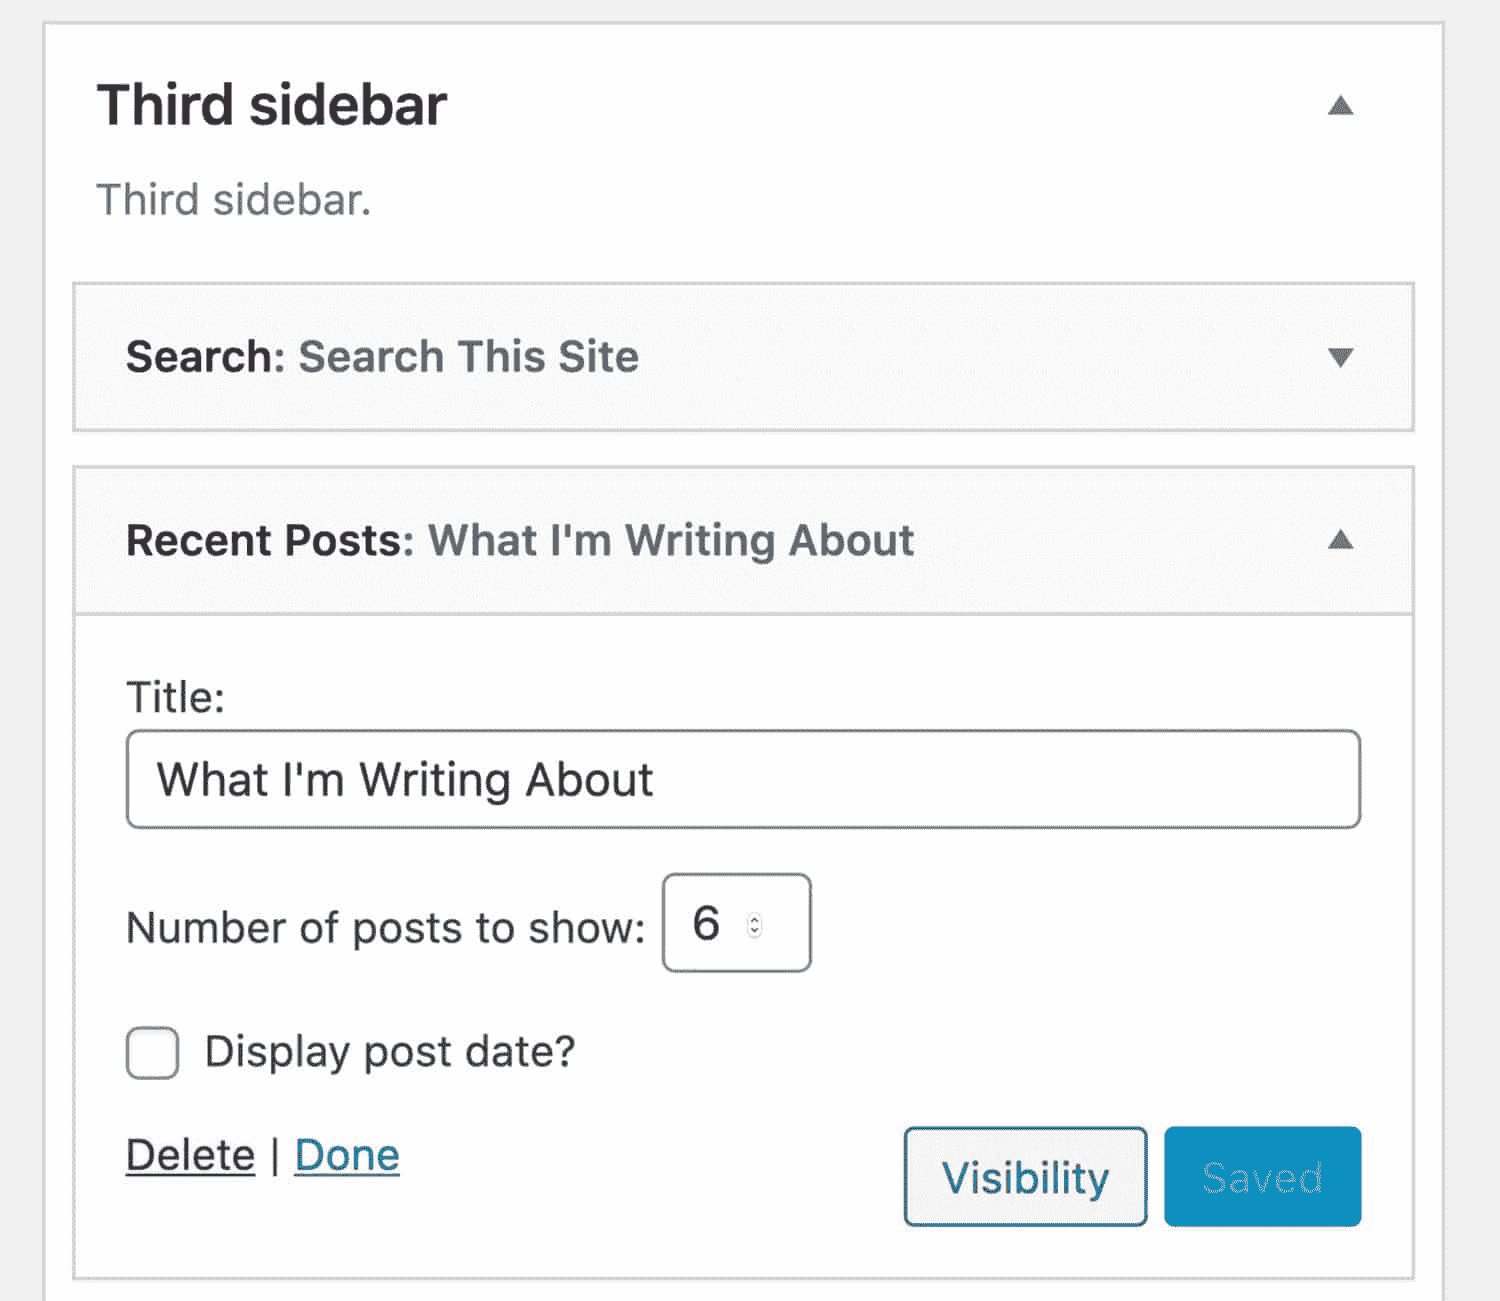 Third sidebar
Third sidebar.
Search: Search This Site
Recent Posts: What I'm Writing About
Title:
What I'm Writing About
Number of posts to show: 6
Display post date?
Delete | Done
Visibility
Saved